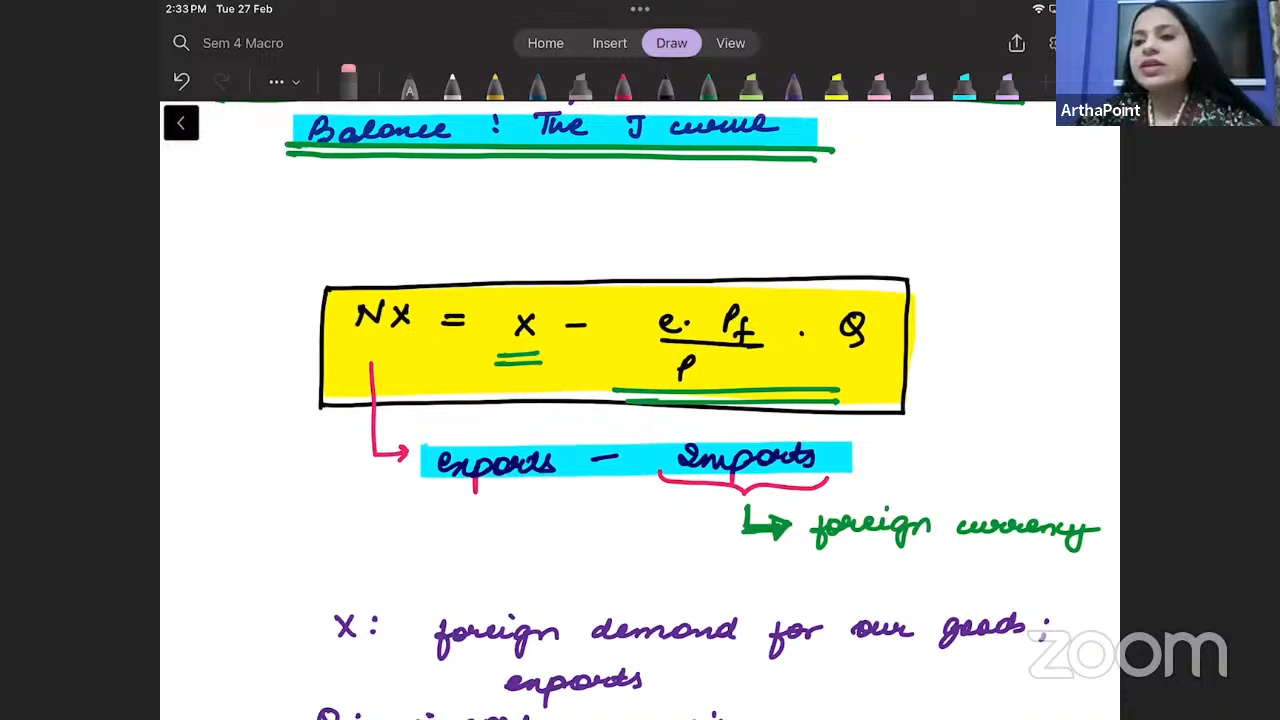 2:33 PM Tue 27 Feb
Sem 4 Macro
Home Insert Draw View
A
ArthaPoint
Balance : The J curve
NX = X - e. Pf / P . Q
exports - Imports
foreign currency
X : foreign demand for our goods ;
exports
zoom